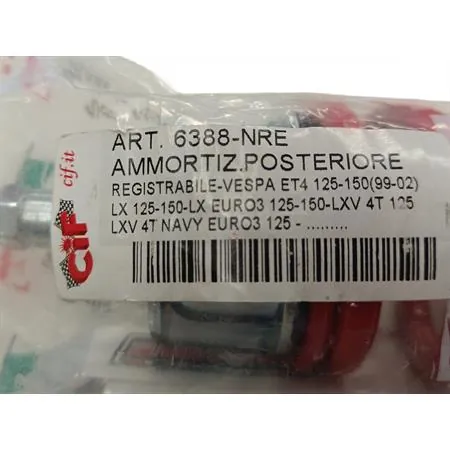 ART. 6388-NRE
AMMORTIZ.POSTERIORE
REGISTRABILE-VESPA ET4 125-150(99-02)
LX 125-150-LX EURO3 125-150-LXV 4T 125
LXV 4T NAVY EURO3 125 - .........
cif.it
CIF